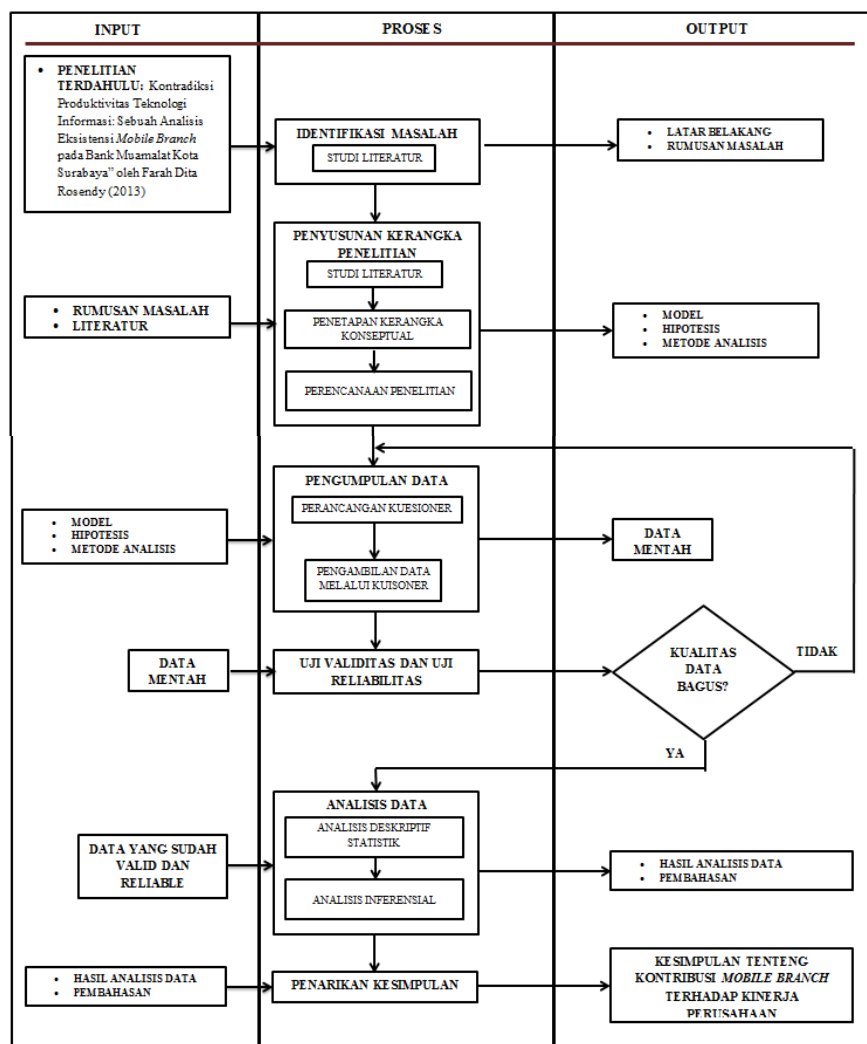 INPUT
PROSES
OUTPUT
• PENELITIAN
TERDAHULU: Kontradiksi
Produktivitas Teknologi
Informasi: Sebuah Analisis
Eksistensi Mobile Branch
pada Bank Muamalat Kota
Surabaya” oleh Farah Dita
Rosendy (2013)
IDENTIFIKASI MASALAH
STUDI LITERATUR
• LATAR BELAKANG
• RUMUSAN MASALAH
PENYUSUNAN KERANGKA
PENELITIAN
STUDI LITERATUR
• RUMUSAN MASALAH
• LITERATUR
PENETAPAN KERANGKA
KONSEPTUAL
• MODEL
• HIPOTESIS
• METODE ANALISIS
PERENCANAAN PENELITIAN
PENGUMPULAN DATA
PERANCANGAN KUESIONER
• MODEL
• HIPOTESIS
• METODE ANALISIS
DATA
MENTAH
PENGAMBILAN DATA
MELALUI KUISONER
DATA
MENTAH
UJI VALIDITAS DAN UJI
RELIABILITAS
KUALITAS
DATA
BAGUS?
TIDAK
YA
ANALISIS DATA
ANALISIS DESKRIPTIF
STATISTIK
DATA YANG SUDAH
VALID DAN
RELIABLE
• HASIL ANALISIS DATA
• PEMBAHASAN
ANALISIS INFERENSIAL
• HASIL ANALISIS DATA
• PEMBAHASAN
PENARIKAN KESIMPULAN
KESIMPULAN TENTENG
KONTRIBUSI MOBILE BRANCH
TERHADAP KINERJA
PERUSAHAAN